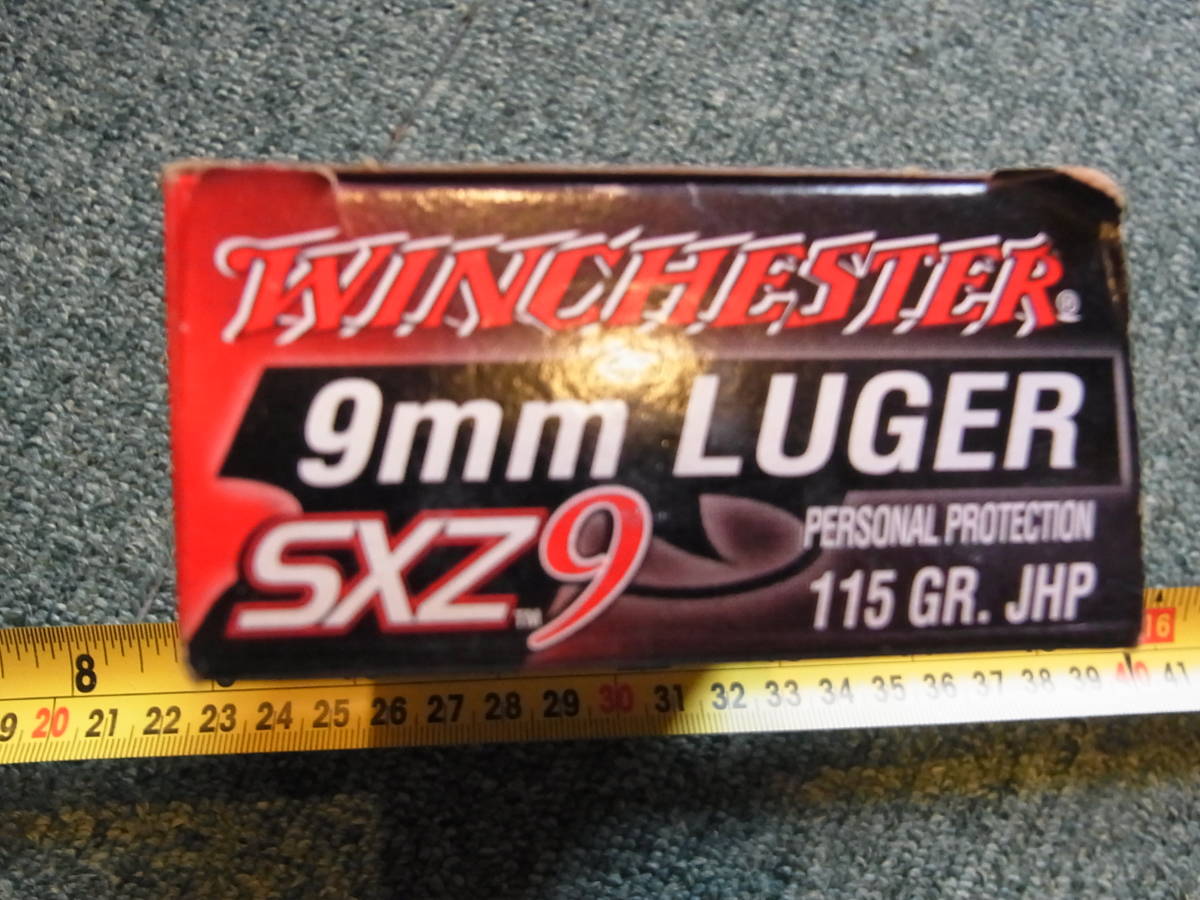 WINCHESTER®
9mm LUGER
SXZ™9
PERSONAL PROTECTION
115 GR. JHP
8 16
9 20 21 22 23 24 25 26 27 28 29 30 31 32 33 34 35 36 37 38 39 40 41